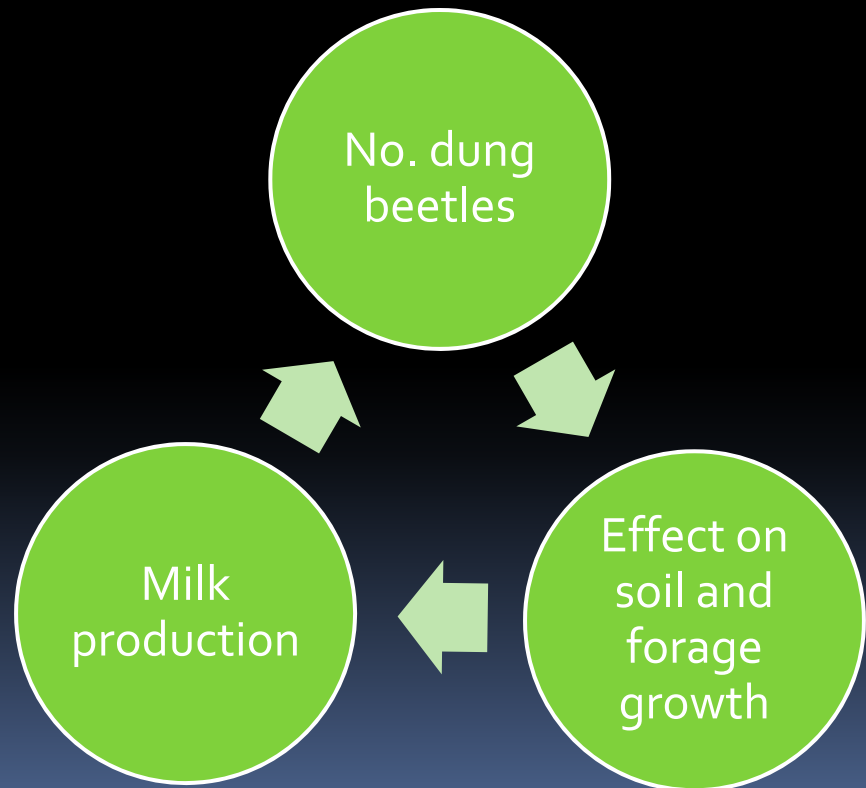 No. dung
beetles
Effect on
soil and
forage
growth
Milk
production